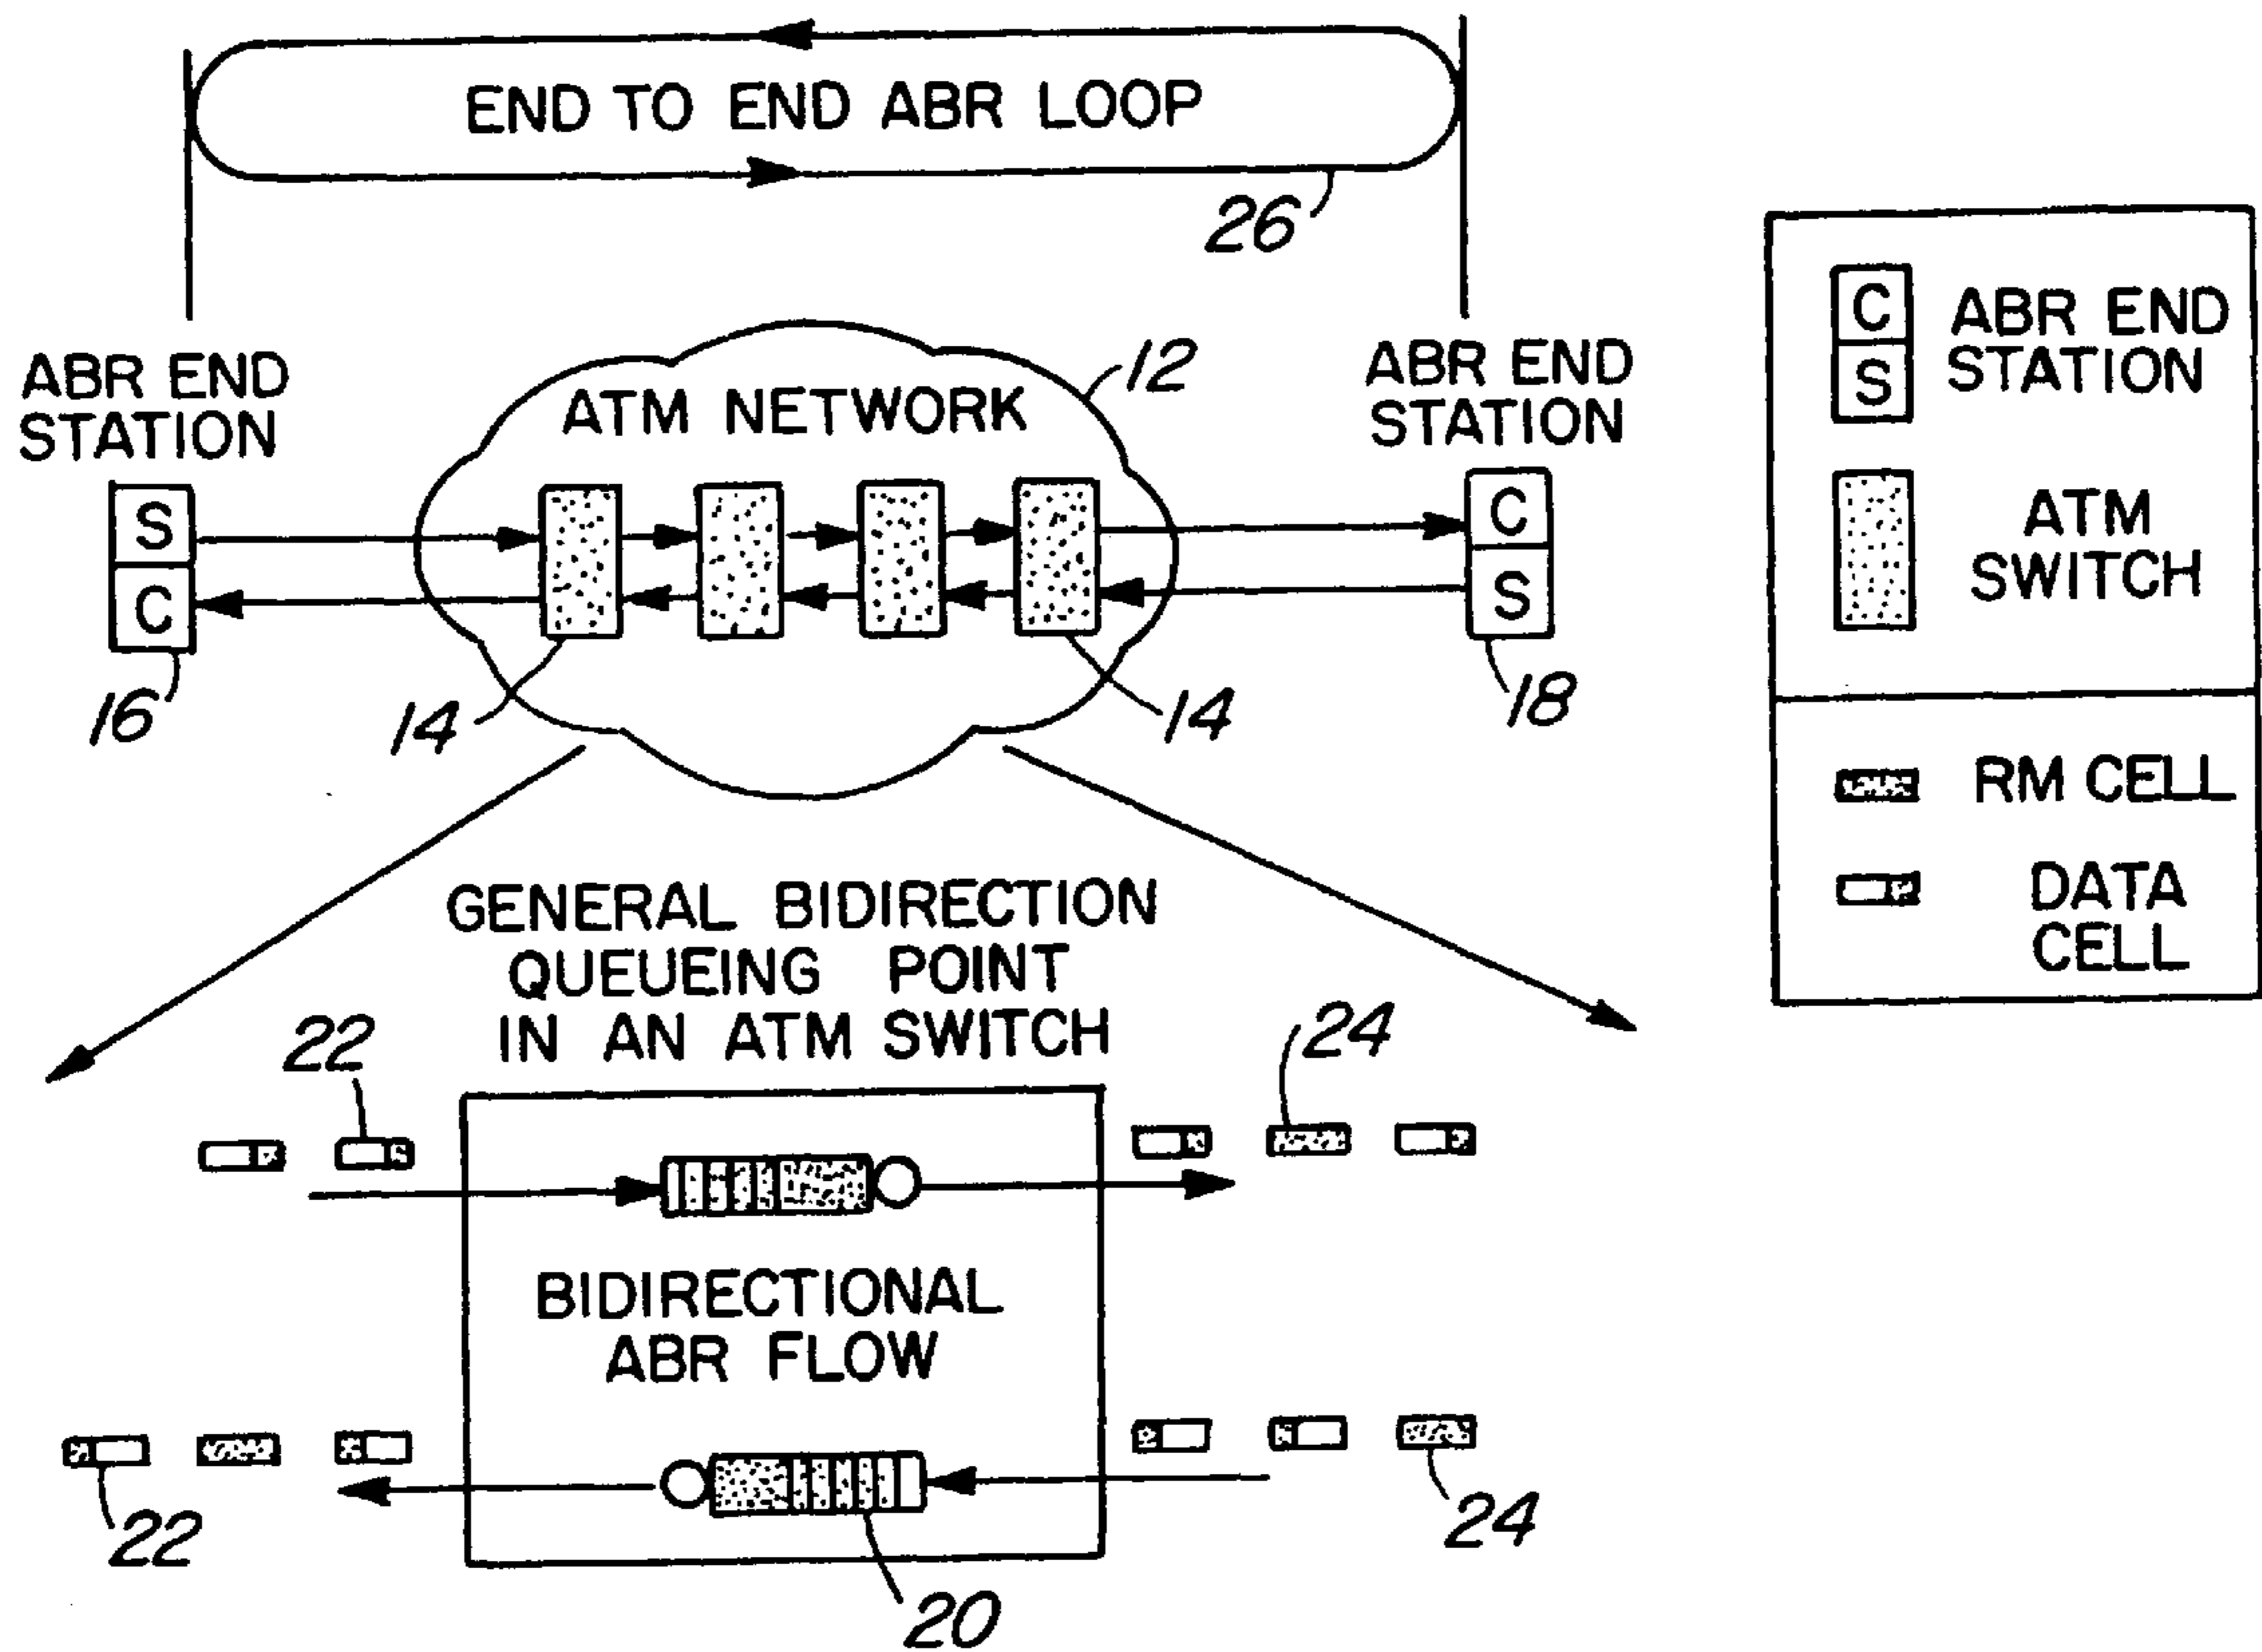 END TO END ABR LOOP
26
ABR END
STATION
ATM NETWORK
12
ABR END
STATION
S
C
C
S
16
14
14
18
GENERAL BIDIRECTION
QUEUEING POINT
IN AN ATM SWITCH
22
24
BIDIRECTIONAL
ABR FLOW
22
24
20
C
S
ABR END
STATION
ATM
SWITCH
RM CELL
DATA
CELL